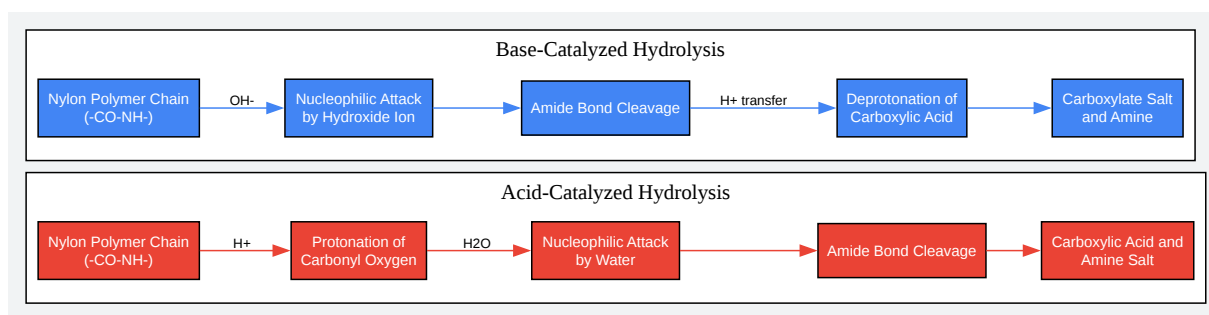 Base-Catalyzed Hydrolysis
Nylon Polymer Chain
(-CO-NH-)
OH-
Nucleophilic Attack
by Hydroxide Ion
Amide Bond Cleavage
H+ transfer
Deprotonation of
Carboxylic Acid
Carboxylate Salt
and Amine
Acid-Catalyzed Hydrolysis
Nylon Polymer Chain
(-CO-NH-)
H+
Protonation of
Carbonyl Oxygen
H2O
Nucleophilic Attack
by Water
Amide Bond Cleavage
Carboxylic Acid and
Amine Salt